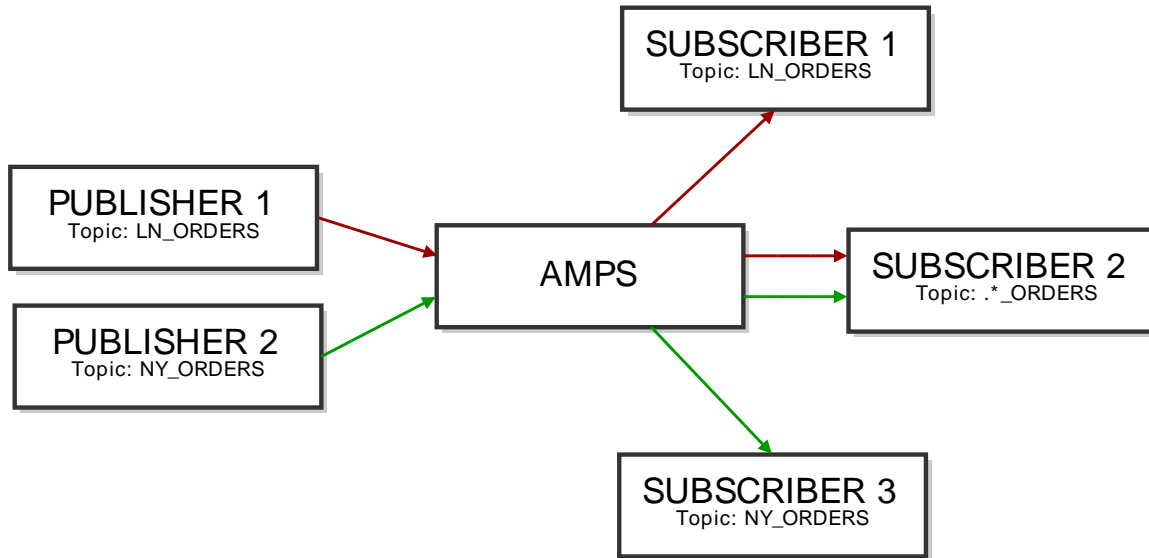 SUBSCRIBER 1
Topic: LN_ORDERS
PUBLISHER 1
Topic: LN_ORDERS
AMPS
SUBSCRIBER 2
Topic: .*_ORDERS
PUBLISHER 2
Topic: NY_ORDERS
SUBSCRIBER 3
Topic: NY_ORDERS